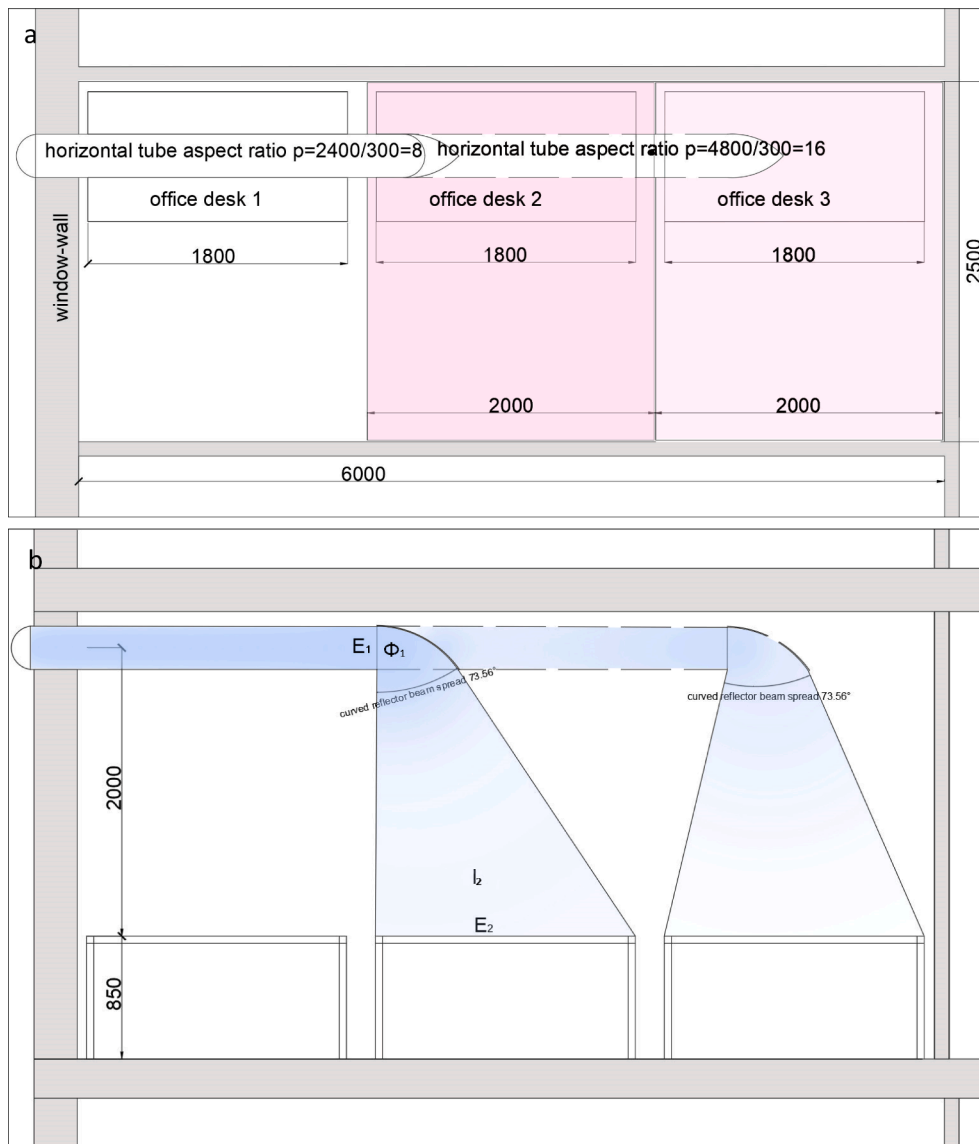 a
horizontal tube aspect ratio p=2400/300=8
horizontal tube aspect ratio p=4800/300=16
office desk 1
office desk 2
office desk 3
window-wall
1800
1800
1800
2500
2000
2000
6000
b
E₁
Φ₁
curved reflector beam spread 73.56°
curved reflector beam spread 73.56°
2000
I₂
E₂
850